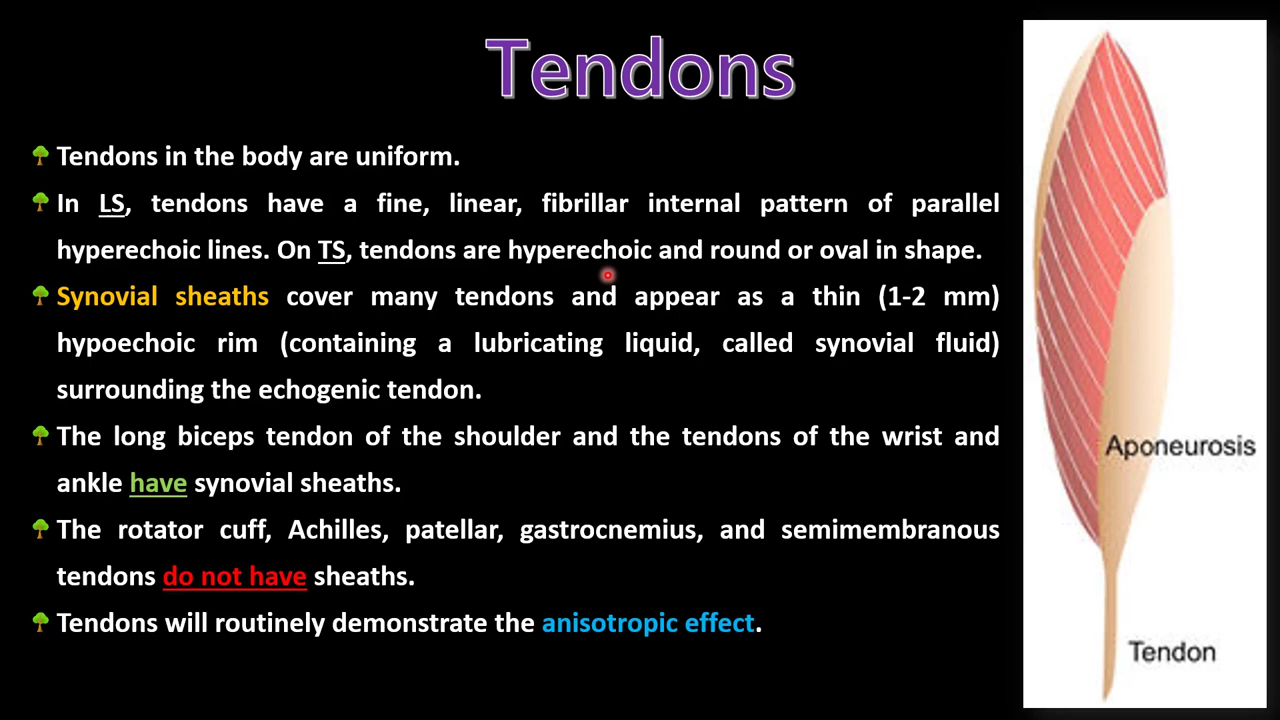 Tendons
Tendons in the body are uniform.
In LS, tendons have a fine, linear, fibrillar internal pattern of parallel
hyperechoic lines. On TS, tendons are hyperechoic and round or oval in shape.
Synovial sheaths cover many tendons and appear as a thin (1-2 mm)
hypoechoic rim (containing a lubricating liquid, called synovial fluid)
surrounding the echogenic tendon.
The long biceps tendon of the shoulder and the tendons of the wrist and
ankle have synovial sheaths.
The rotator cuff, Achilles, patellar, gastrocnemius, and semimembranous
tendons do not have sheaths.
Tendons will routinely demonstrate the anisotropic effect.
Aponeurosis
Tendon